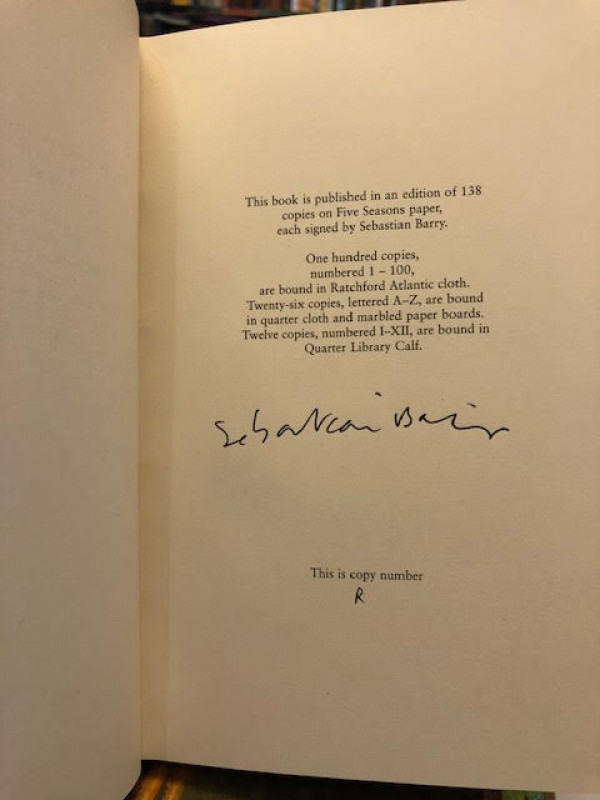 This book is published in an edition of 138
copies on Five Seasons paper,
each signed by Sebastian Barry.
One hundred copies,
numbered 1 – 100,
are bound in Ratchford Atlantic cloth.
Twenty-six copies, lettered A–Z, are bound
in quarter cloth and marbled paper boards.
Twelve copies, numbered I–XII, are bound in
Quarter Library Calf.
Sebastian Barry
This is copy number
R